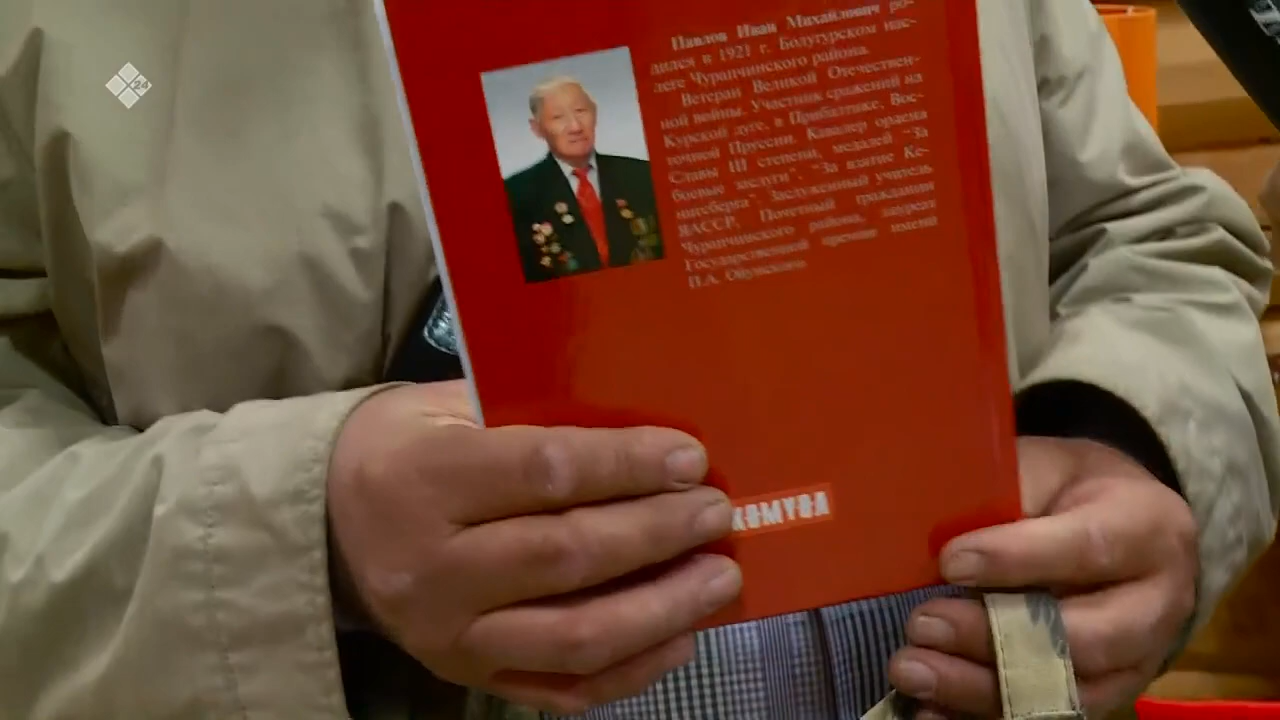 24
Павлов Иван Михайлович ро-
дился в 1921 г. Болугурском нас-
леге Чурапчинского района.
Ветеран Великой Отечествен-
ной войны. Участник сражений на
Курской дуге, в Прибалтике, Вос-
точной Пруссии. Кавалер ордена
Славы III степени, медалей "За
боевые заслуги", "За взятие Ке-
нигсберга". Заслуженный учитель
ЯАССР, Почетный гражданин
Чурапчинского района, лауреат
Государственной премии имени
П.А. Ойунского.